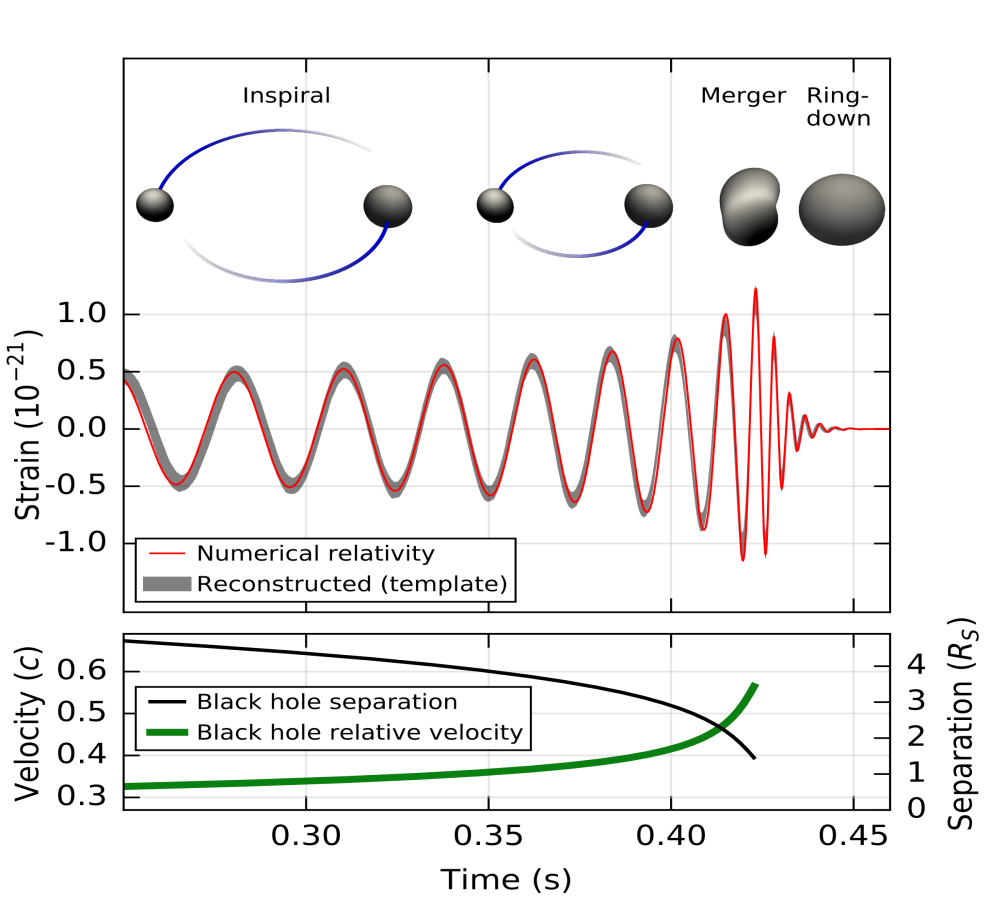 Inspiral
Merger
Ring-
down
Strain (10⁻²¹)
1.0
0.5
0.0
-0.5
-1.0
Numerical relativity
Reconstructed (template)
Velocity (c)
0.6
0.5
0.4
0.3
Black hole separation
Black hole relative velocity
Separation (R_S)
4
3
2
1
0
0.30
0.35
0.40
0.45
Time (s)